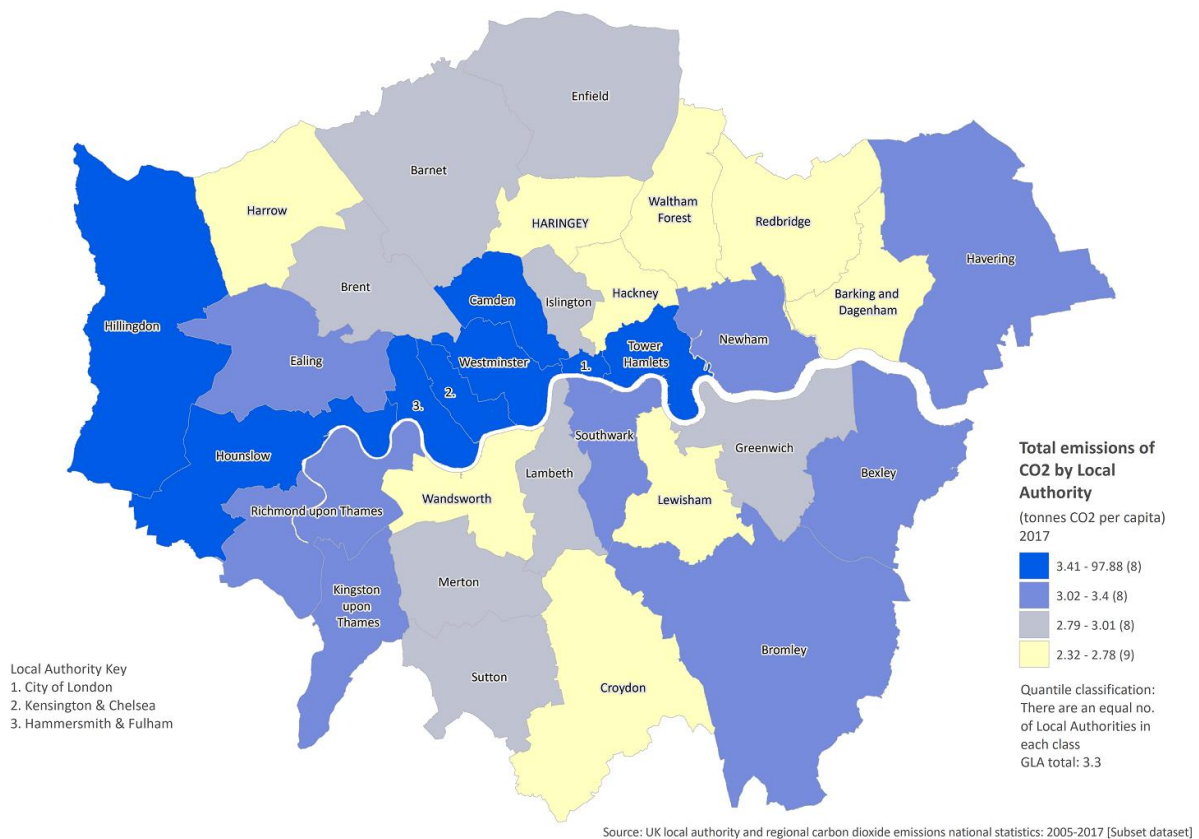 Enfield
Barnet
Harrow
HARINGEY
Waltham
Forest
Redbridge
Havering
Brent
Camden
Islington
Hackney
Barking and
Dagenham
Hillingdon
Ealing
Westminster
Tower
Hamlets
Newham
1.
2.
3.
Hounslow
Southwark
Greenwich
Bexley
Lambeth
Lewisham
Wandsworth
Richmond upon Thames
Merton
Kingston
upon
Thames
Sutton
Croydon
Bromley
Total emissions of
CO2 by Local
Authority
(tonnes CO2 per capita)
2017
3.41 - 97.88 (8)
3.02 - 3.4 (8)
2.79 - 3.01 (8)
2.32 - 2.78 (9)
Quantile classification:
There are an equal no.
of Local Authorities in
each class
GLA total: 3.3
Local Authority Key
1. City of London
2. Kensington & Chelsea
3. Hammersmith & Fulham
Source: UK local authority and regional carbon dioxide emissions national statistics: 2005-2017 [Subset dataset]